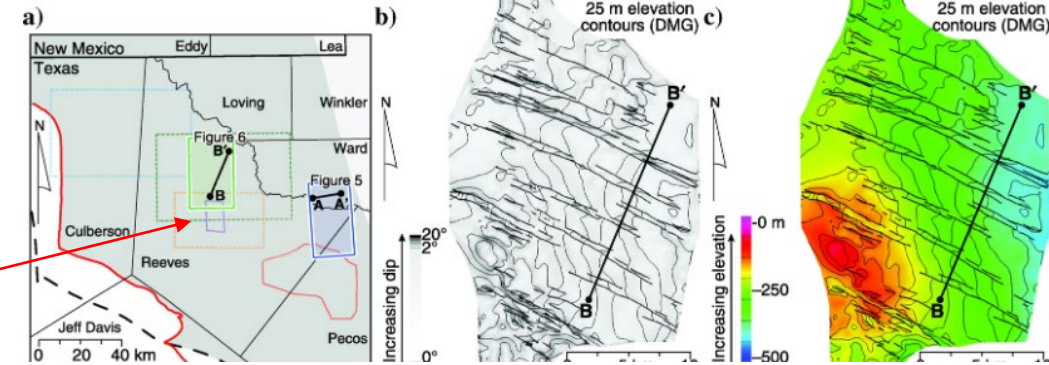 a)
New Mexico
Eddy
Lea
Texas
Loving
Winkler
N
Figure 6
B′
Ward
B
Figure 5
A
A′
Culberson
Reeves
Jeff Davis
Pecos
0 20 40 km
b)
25 m elevation
contours (DMG)
N
B′
B
Increasing dip
20°
2°
0°
c)
25 m elevation
contours (DMG)
N
B′
B
Increasing elevation
-0 m
-250
-500